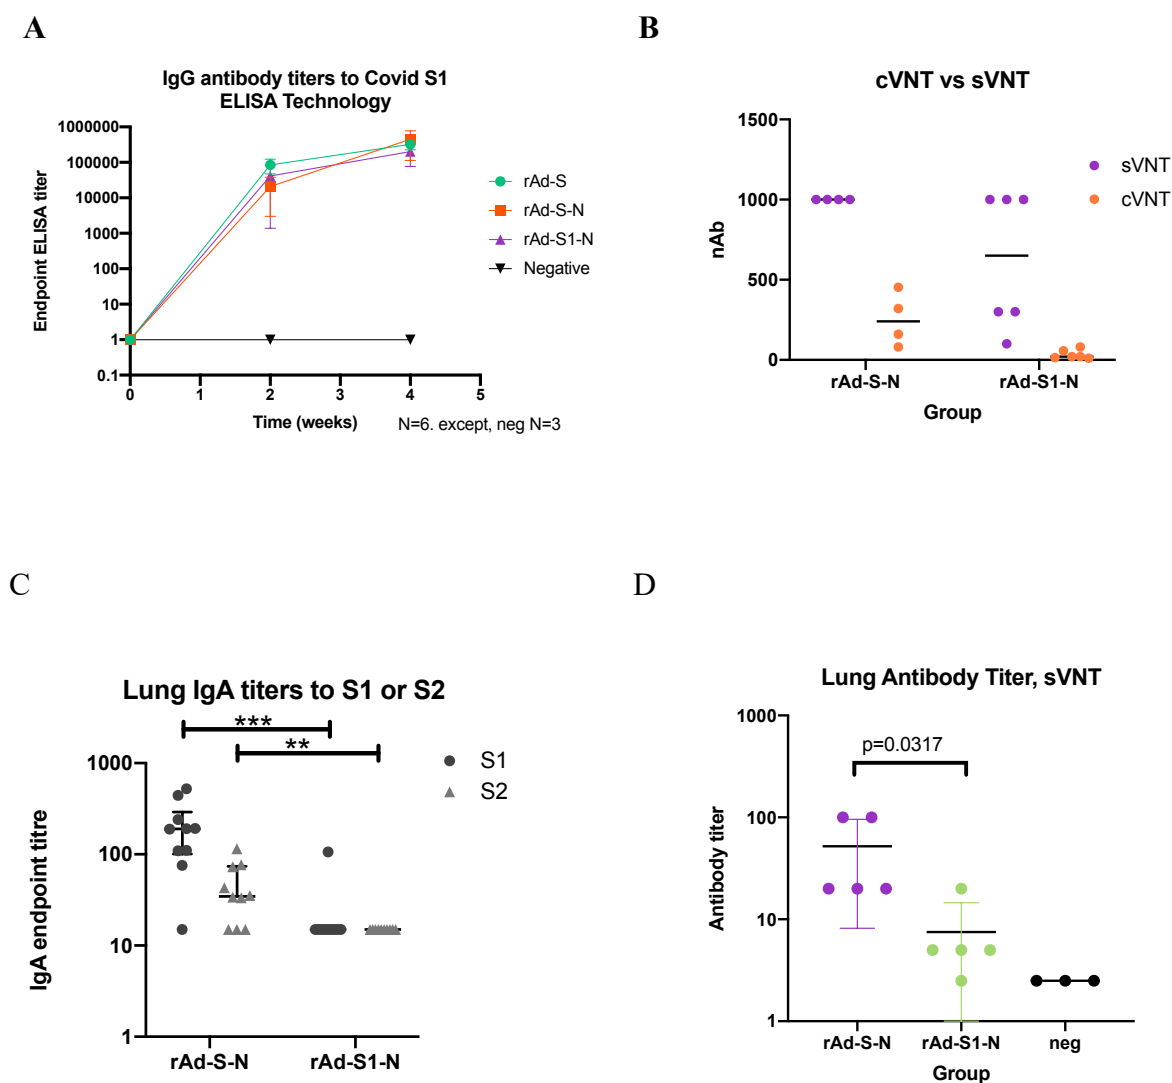 A
IgG antibody titers to Covid S1
ELISA Technology
1000000
100000
10000
1000
100
10
1
0.1
Endpoint ELISA titer
0 1 2 3 4 5
Time (weeks)
N=6. except, neg N=3
rAd-S
rAd-S-N
rAd-S1-N
Negative
B
cVNT vs sVNT
1500
1000
500
0
nAb
rAd-S-N rAd-S1-N
Group
sVNT
cVNT
C
Lung IgA titers to S1 or S2
***
**
1000
100
10
1
IgA endpoint titre
rAd-S-N rAd-S1-N
S1
S2
D
Lung Antibody Titer, sVNT
p=0.0317
1000
100
10
1
Antibody titer
rAd-S-N rAd-S1-N neg
Group